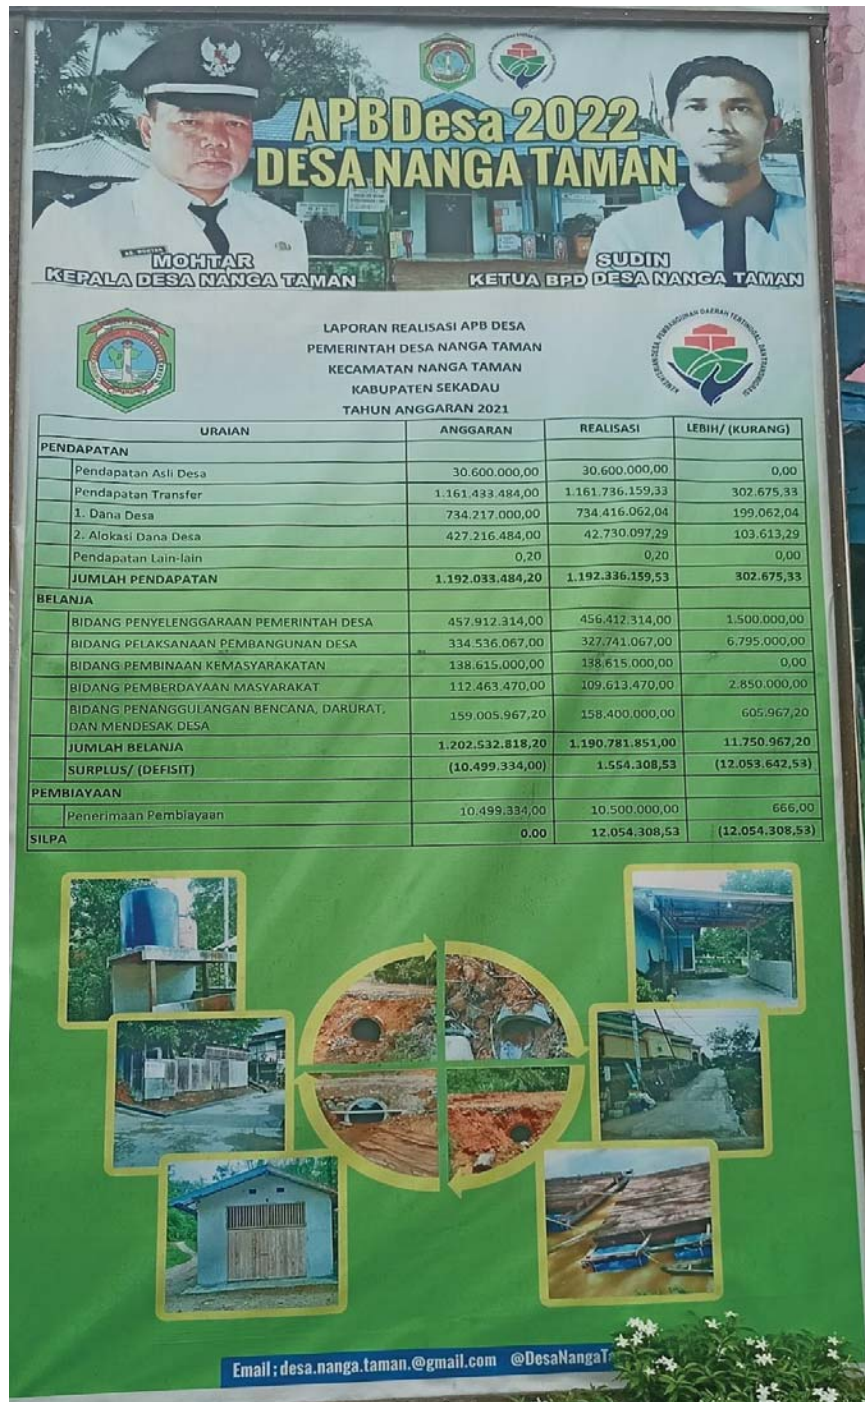 APBDesa 2022
DESA NANGA TAMAN
MOHTAR
KEPALA DESA NANGA TAMAN
SUDIN
KETUA BPD DESA NANGA TAMAN
LAPORAN REALISASI APB DESA
PEMERINTAH DESA NANGA TAMAN
KECAMATAN NANGA TAMAN
KABUPATEN SEKADAU
TAHUN ANGGARAN 2021
KEMENTERIAN DESA, PEMBANGUNAN DAERAH TERTINGGAL, DAN TRANSMIGRASI
URAIAN ANGGARAN REALISASI LEBIH/ (KURANG)
PENDAPATAN
Pendapatan Asli Desa 30.600.000,00 30.600.000,00 0,00
Pendapatan Transfer 1.161.433.484,00 1.161.736.159,33 302.675,33
1. Dana Desa 734.217.000,00 734.416.062,04 199.062,04
2. Alokasi Dana Desa 427.216.484,00 42.730.097,29 103.613,29
Pendapatan Lain-lain 0,20 0,20 0,00
JUMLAH PENDAPATAN 1.192.033.484,20 1.192.336.159,53 302.675,33
BELANJA
BIDANG PENYELENGGARAAN PEMERINTAH DESA 457.912.314,00 456.412.314,00 1.500.000,00
BIDANG PELAKSANAAN PEMBANGUNAN DESA 334.536.067,00 327.741.067,00 6.795.000,00
BIDANG PEMBINAAN KEMASYARAKATAN 138.615.000,00 138.615.000,00 0,00
BIDANG PEMBERDAYAAN MASYARAKAT 112.463.470,00 109.613.470,00 2.850.000,00
BIDANG PENANGGULANGAN BENCANA, DARURAT,
DAN MENDESAK DESA 159.005.967,20 158.400.000,00 605.967,20
JUMLAH BELANJA 1.202.532.818,20 1.190.781.851,00 11.750.967,20
SURPLUS/ (DEFISIT) (10.499.334,00) 1.554.308,53 (12.053.642,53)
PEMBIAYAAN
Penerimaan Pembiayaan 10.499.334,00 10.500.000,00 666,00
SILPA 0.00 12.054.308,53 (12.054.308,53)
Email : desa.nanga.taman.@gmail.com @DesaNangaT